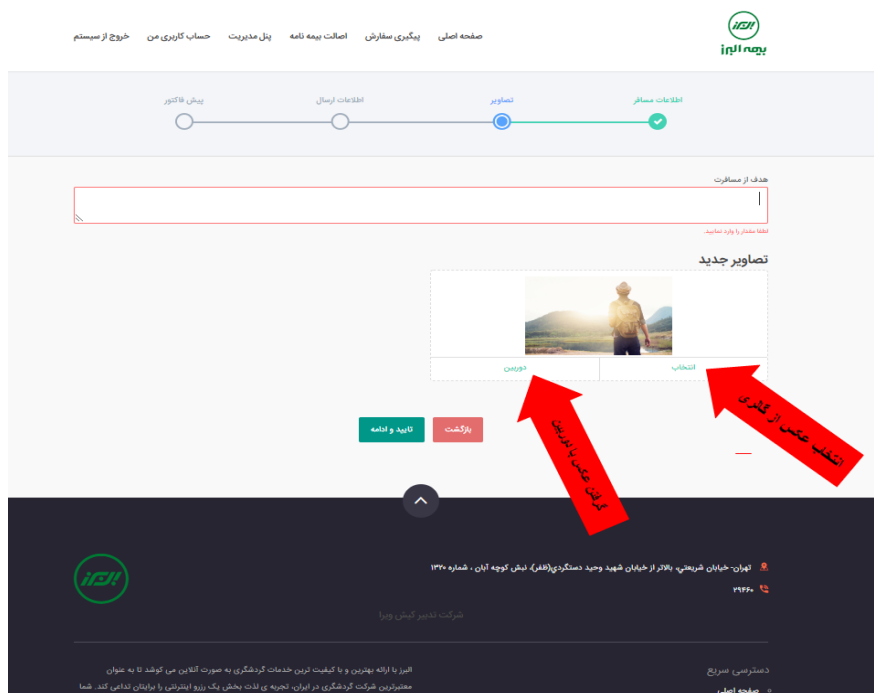 بیمه البرز
صفحه اصلی
پیگیری سفارش
اصالت بیمه نامه
پنل مدیریت
حساب کاربری من
خروج از سیستم
اطلاعات مسافر
تصاویر
اطلاعات ارسال
پیش فاکتور
هدف از مسافرت
لطفا مقدار را وارد نمایید.
تصاویر جدید
انتخاب
دوربین
انتخاب عکس از گالری
گرفتن عکس با دوربین
بازگشت
تایید و ادامه
البرز
تهران- خیابان شریعتي، بالاتر از خیابان شهید وحید دستگردي(ظفر)، نبش کوچه آبان ، شماره ۱۳۲۰
۲۹۴۶۰
شرکت تدبیر کیش ویرا
دسترسی سریع
صفحه اصلی
البرز با ارائه بهترین و با کیفیت ترین خدمات گردشگری به صورت آنلاین می کوشد تا به عنوان
معتبرترین شرکت گردشگری در ایران، تجربه ی لذت بخش یک رزرو اینترنتی را برایتان تداعی کند. شما